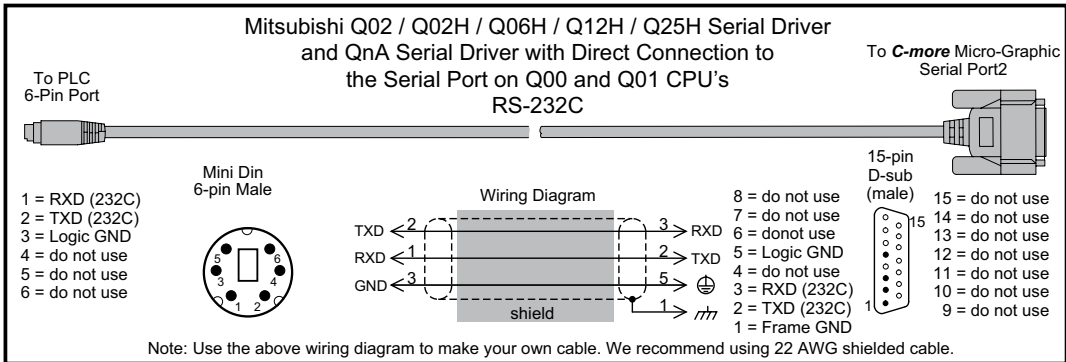 Mitsubishi Q02 / Q02H / Q06H / Q12H / Q25H Serial Driver
and QnA Serial Driver with Direct Connection to
the Serial Port on Q00 and Q01 CPU's
RS-232C
To PLC
6-Pin Port
To C-more Micro-Graphic
Serial Port2
1 = RXD (232C)
2 = TXD (232C)
3 = Logic GND
4 = do not use
5 = do not use
6 = do not use
Mini Din
6-pin Male
5 6
3 4
1 2
Wiring Diagram
TXD 2 3 RXD
RXD 1 2 TXD
GND 3 5
1
shield
8 = do not use
7 = do not use
6 = donot use
5 = Logic GND
4 = do not use
3 = RXD (232C)
2 = TXD (232C)
1 = Frame GND
15-pin
D-sub
(male)
15
1
15 = do not use
14 = do not use
13 = do not use
12 = do not use
11 = do not use
10 = do not use
9 = do not use
Note: Use the above wiring diagram to make your own cable. We recommend using 22 AWG shielded cable.